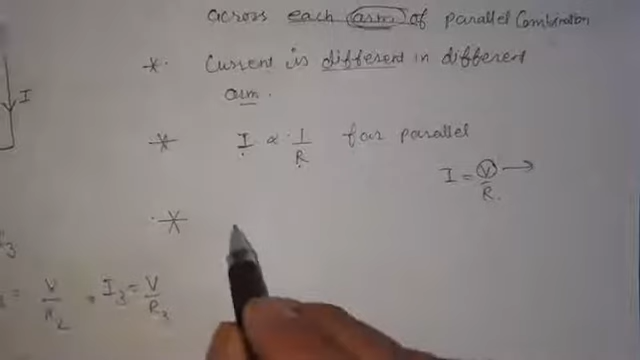 across each arm of parallel Combination
* Current is different in different
arm.
I
* I ∝ 1/R for parallel
I = V/R →
*
= V/R2 , I3 = V/R3